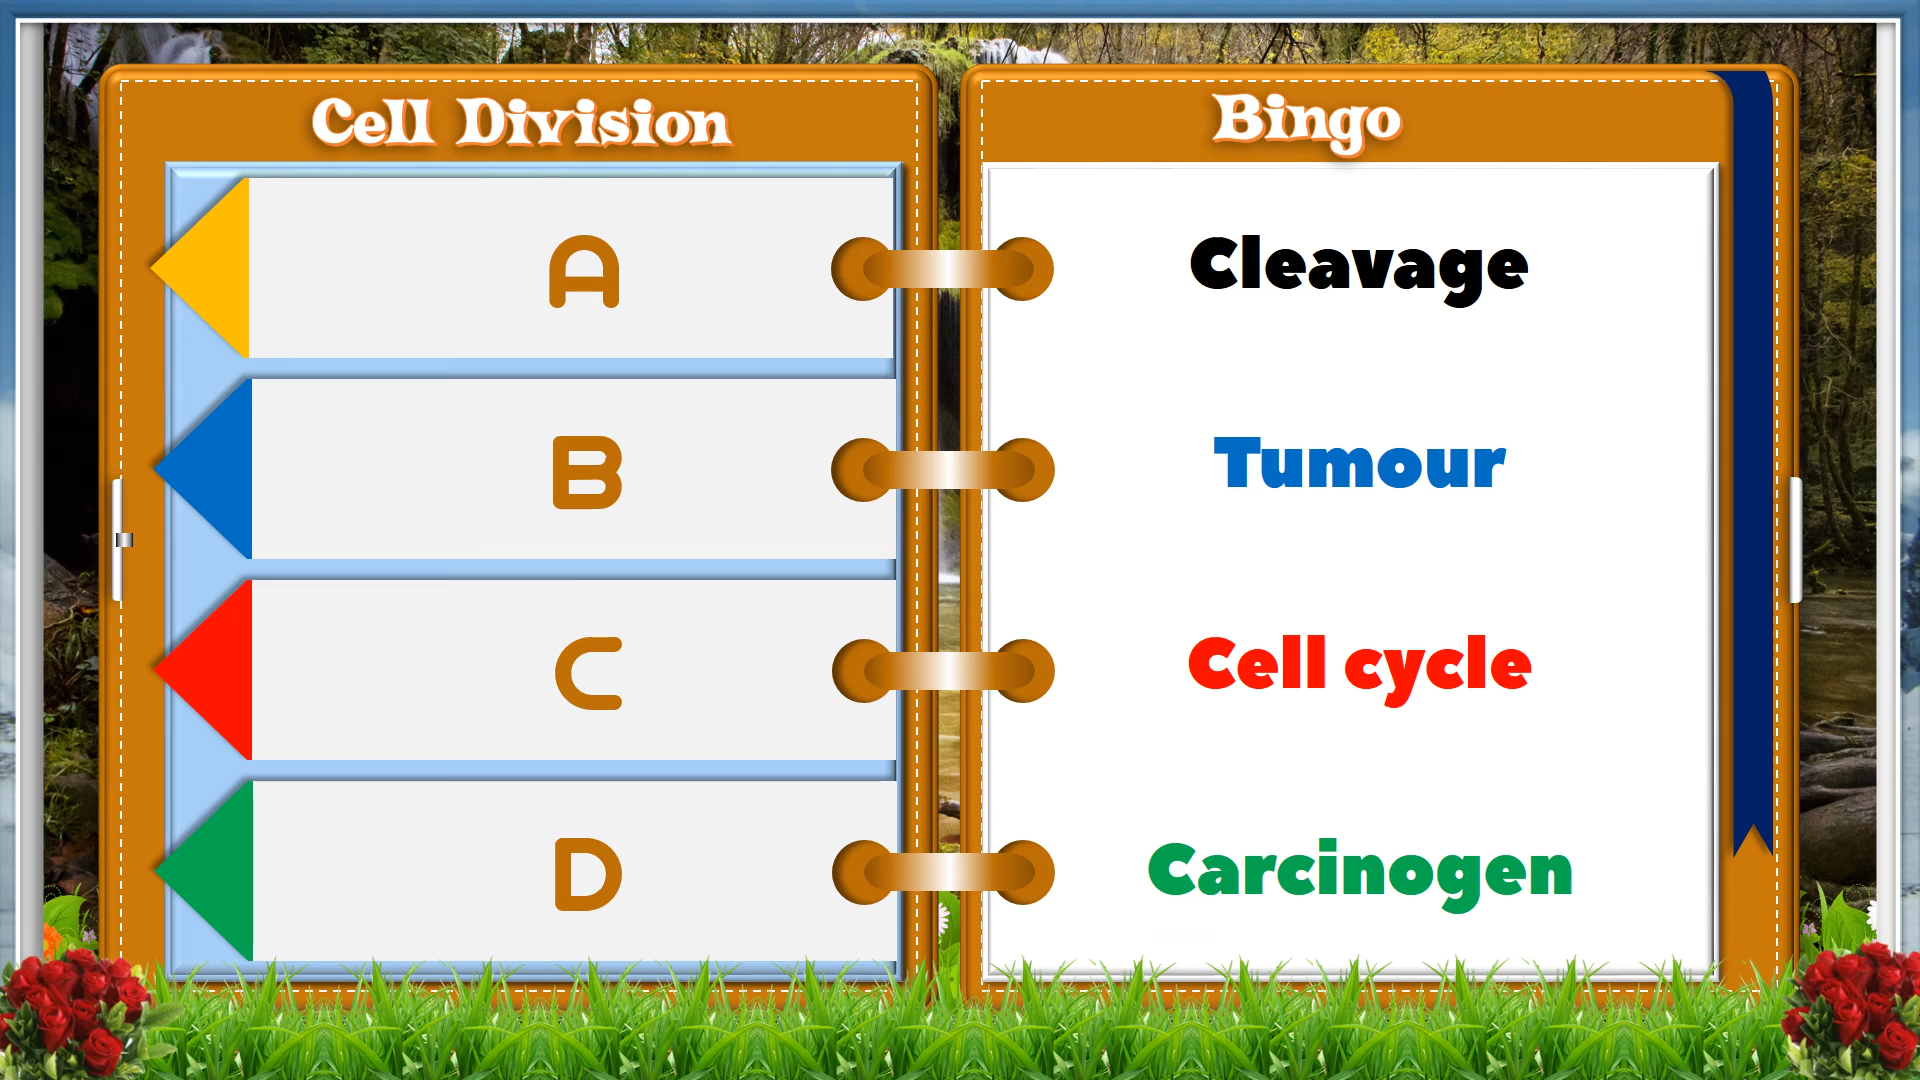 Cell Division
Bingo
A
Cleavage
B
Tumour
C
Cell cycle
D
Carcinogen